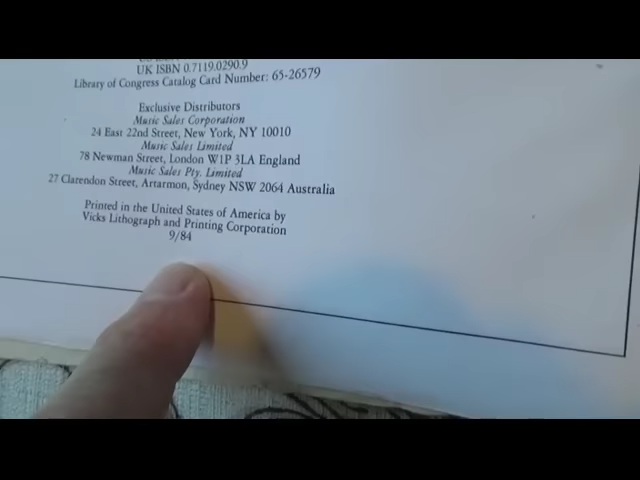 UK ISBN 0.7119.0290.9
Library of Congress Catalog Card Number: 65-26579
Exclusive Distributors
Music Sales Corporation
24 East 22nd Street, New York, NY 10010
Music Sales Limited
78 Newman Street, London W1P 3LA England
Music Sales Pty. Limited
27 Clarendon Street, Artarmon, Sydney NSW 2064 Australia
Printed in the United States of America by
Vicks Lithograph and Printing Corporation
9/84